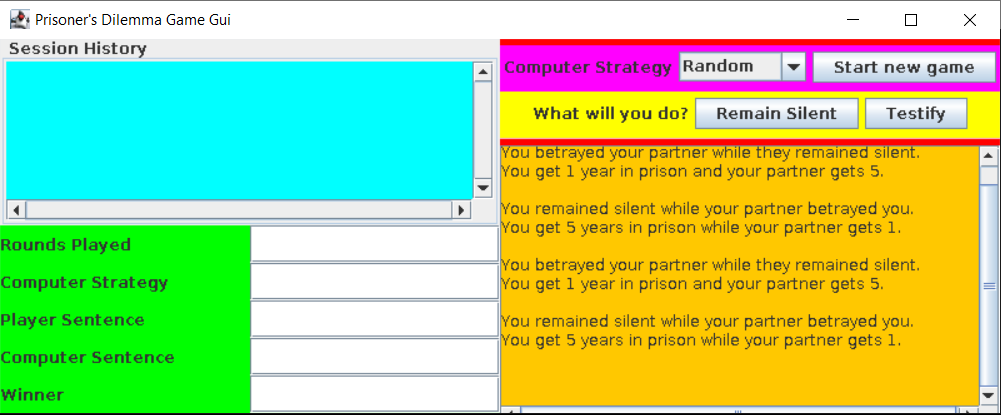 Prisoner's Dilemma Game Gui
Session History
Computer Strategy Random Start new game
What will you do? Remain Silent Testify
You betrayed your partner while they remained silent.
You get 1 year in prison and your partner gets 5.
You remained silent while your partner betrayed you.
You get 5 years in prison while your partner gets 1.
You betrayed your partner while they remained silent.
You get 1 year in prison and your partner gets 5.
You remained silent while your partner betrayed you.
You get 5 years in prison while your partner gets 1.
Rounds Played
Computer Strategy
Player Sentence
Computer Sentence
Winner